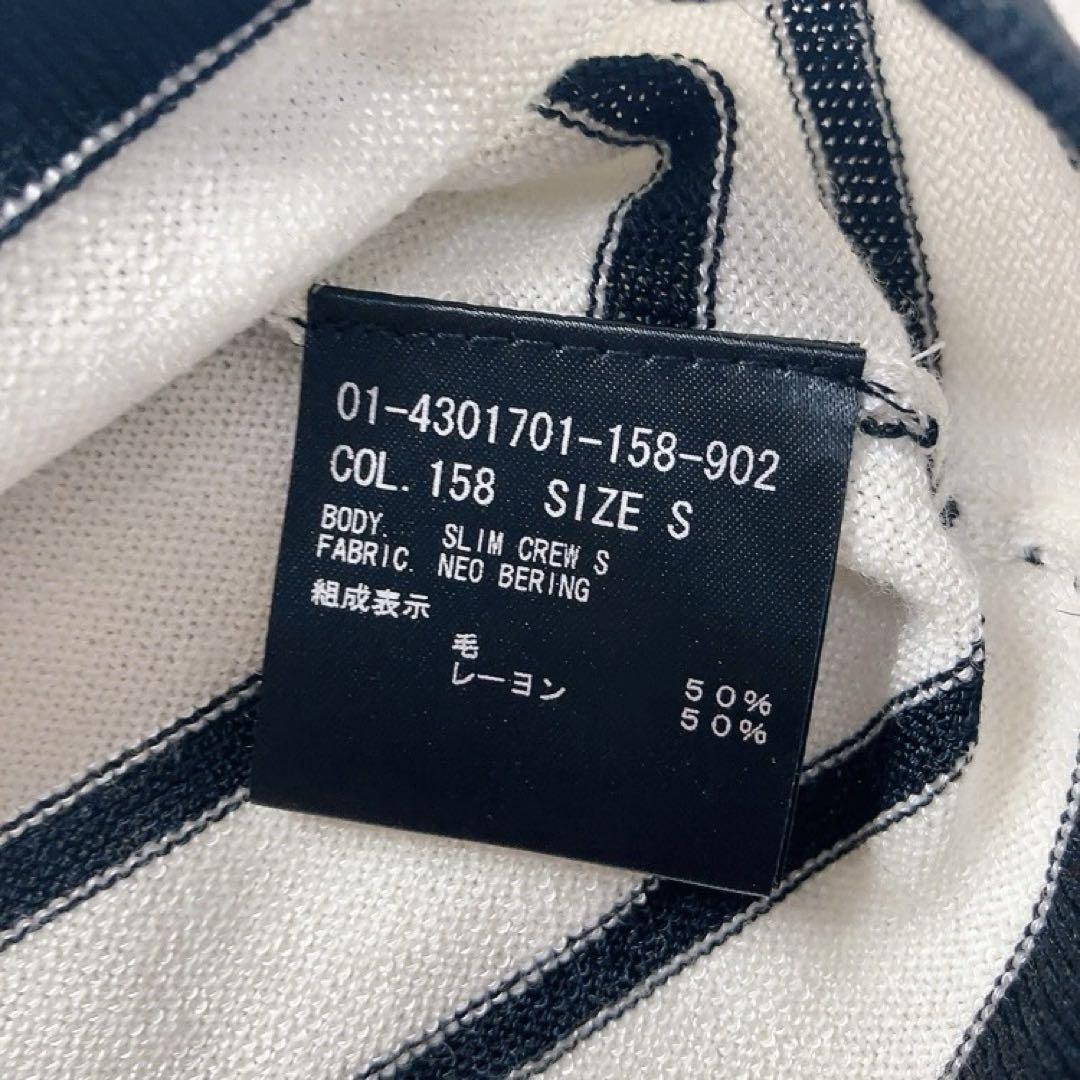 01-4301701-158-902
COL. 158 SIZE S
BODY. SLIM CREW S
FABRIC. NEO BERING
組成表示
毛 50%
レーヨン 50%